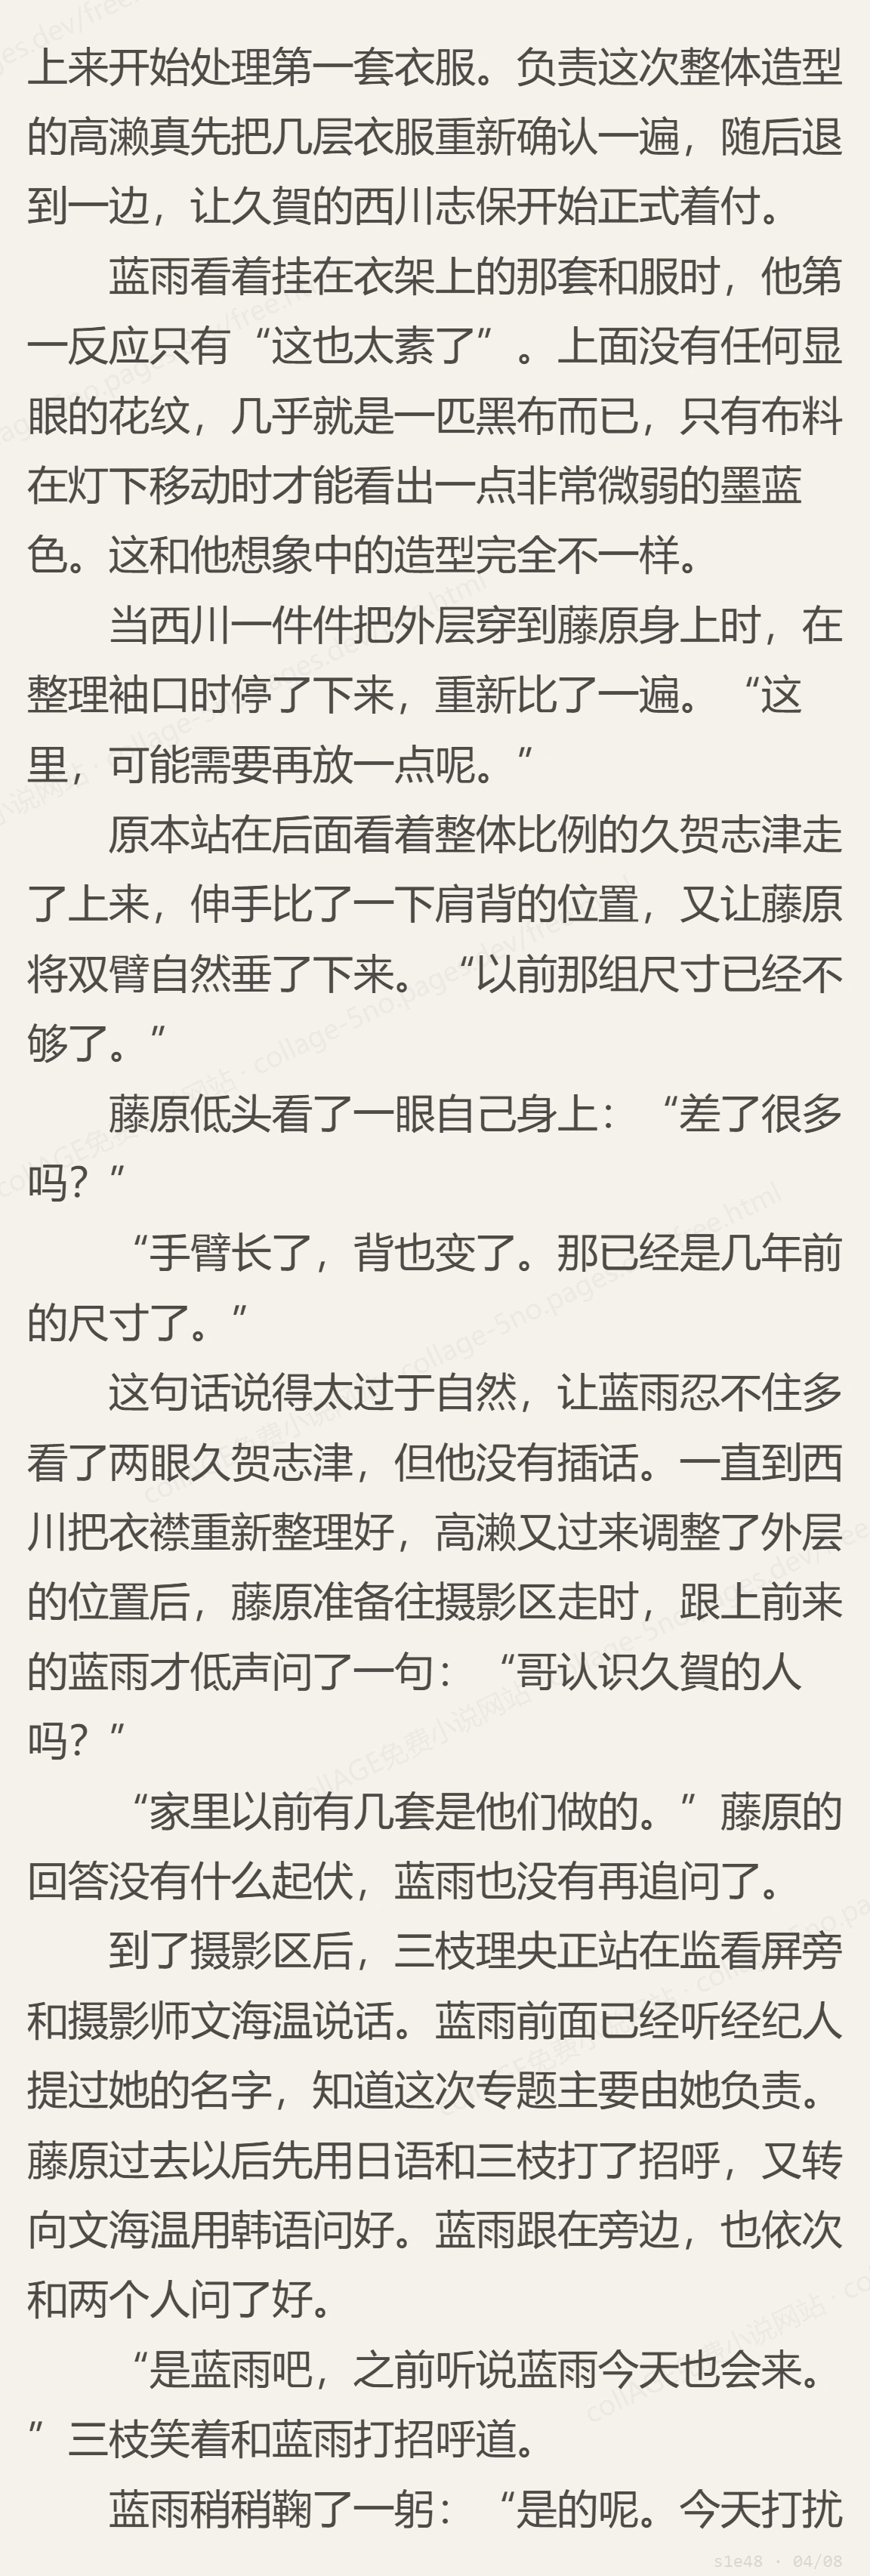 上来开始处理第一套衣服。负责这次整体造型
的高濑真先把几层衣服重新确认一遍，随后退
到一边，让久賀的西川志保开始正式着付。
蓝雨看着挂在衣架上的那套和服时，他第
一反应只有“这也太素了”。上面没有任何显
眼的花纹，几乎就是一匹黑布而已，只有布料
在灯下移动时才能看出一点非常微弱的墨蓝
色。这和他想象中的造型完全不一样。
当西川一件件把外层穿到藤原身上时，在
整理袖口时停了下来，重新比了一遍。“这
里，可能需要再放一点呢。”
原本站在后面看着整体比例的久贺志津走
了上来，伸手比了一下肩背的位置，又让藤原
将双臂自然垂了下来。“以前那组尺寸已经不
够了。”
藤原低头看了一眼自己身上：“差了很多
吗？”
“手臂长了，背也变了。那已经是几年前
的尺寸了。”
这句话说得太过于自然，让蓝雨忍不住多
看了两眼久贺志津，但他没有插话。一直到西
川把衣襟重新整理好，高濑又过来调整了外层
的位置后，藤原准备往摄影区走时，跟上前来
的蓝雨才低声问了一句：“哥认识久賀的人
吗？”
“家里以前有几套是他们做的。”藤原的
回答没有什么起伏，蓝雨也没有再追问了。
到了摄影区后，三枝理央正站在监看屏旁
和摄影师文海温说话。蓝雨前面已经听经纪人
提过她的名字，知道这次专题主要由她负责。
藤原过去以后先用日语和三枝打了招呼，又转
向文海温用韩语问好。蓝雨跟在旁边，也依次
和两个人问了好。
“是蓝雨吧，之前听说蓝雨今天也会来。
”三枝笑着和蓝雨打招呼道。
蓝雨稍稍鞠了一躬：“是的呢。今天打扰
s1e48 · 04/08